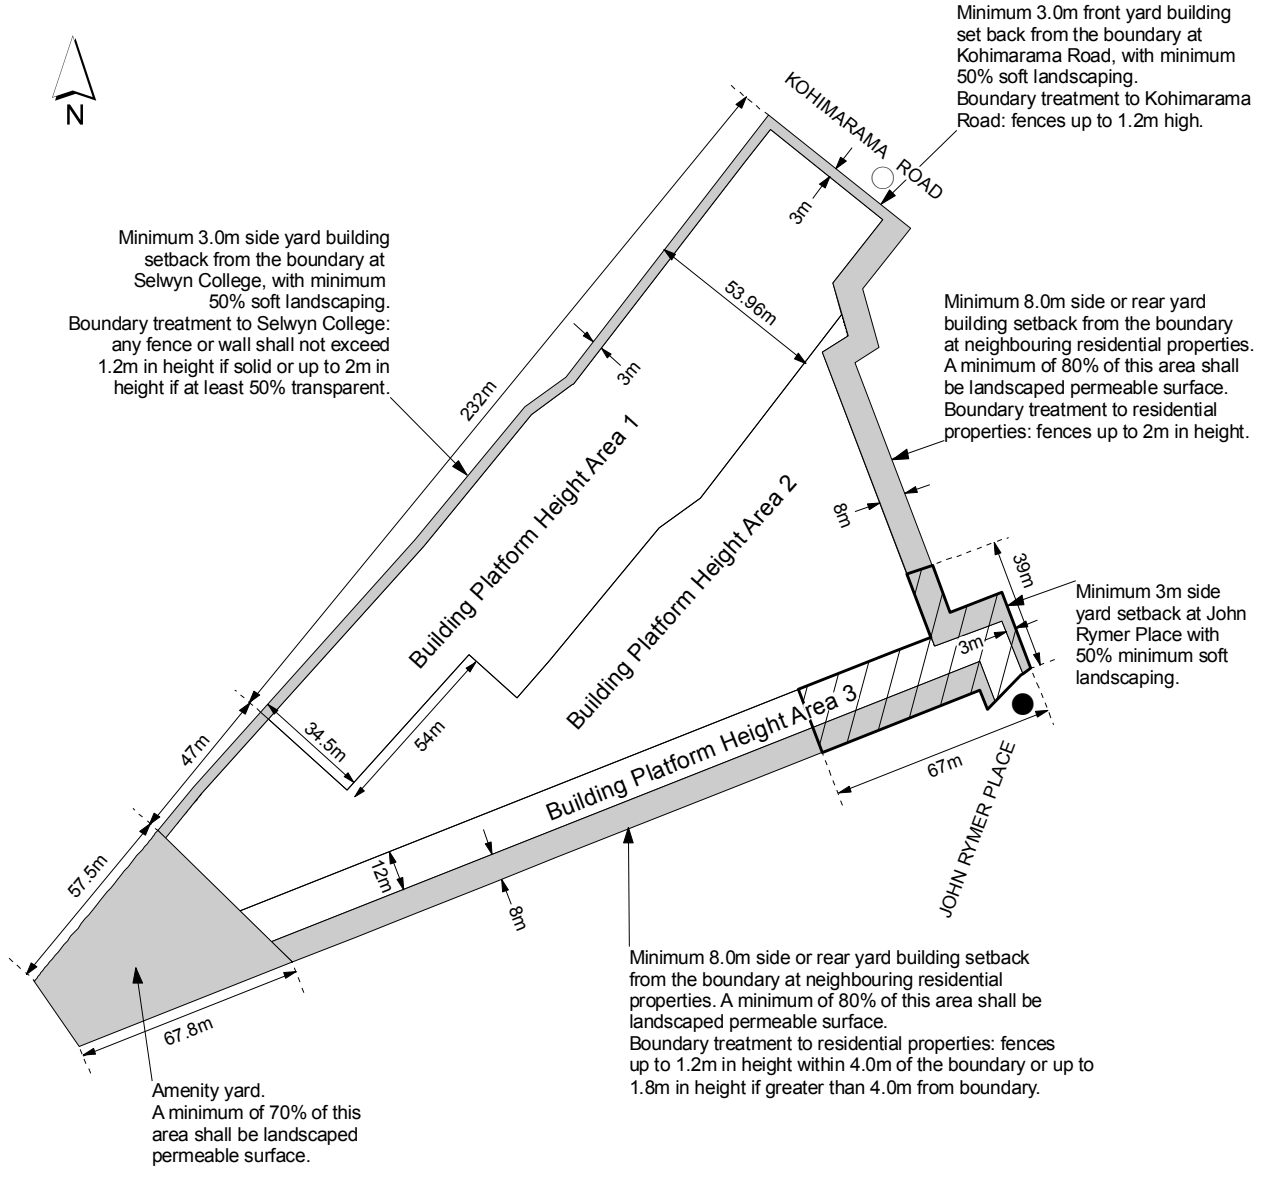 Minimum 3.0m front yard building
set back from the boundary at
Kohimarama Road, with minimum
50% soft landscaping.
Boundary treatment to Kohimarama
Road: fences up to 1.2m high.
N
KOHIMARAMA ROAD
3m
Minimum 3.0m side yard building
setback from the boundary at
Selwyn College, with minimum
50% soft landscaping.
Boundary treatment to Selwyn College:
any fence or wall shall not exceed
1.2m in height if solid or up to 2m in
height if at least 50% transparent.
53.96m
Minimum 8.0m side or rear yard
building setback from the boundary
at neighbouring residential properties.
A minimum of 80% of this area shall
be landscaped permeable surface.
Boundary treatment to residential
properties: fences up to 2m in height.
232m
3m
Building Platform Height Area 1
Building Platform Height Area 2
8m
39m
Minimum 3m side
yard setback at John
Rymer Place with
50% minimum soft
landscaping.
3m
47m
34.5m
54m
Building Platform Height Area 3
67m
JOHN RYMER PLACE
57.5m
12m
8m
67.8m
Minimum 8.0m side or rear yard building setback
from the boundary at neighbouring residential
properties. A minimum of 80% of this area shall be
landscaped permeable surface.
Boundary treatment to residential properties: fences
up to 1.2m in height within 4.0m of the boundary or up to
1.8m in height if greater than 4.0m from boundary.
Amenity yard.
A minimum of 70% of this
area shall be landscaped
permeable surface.